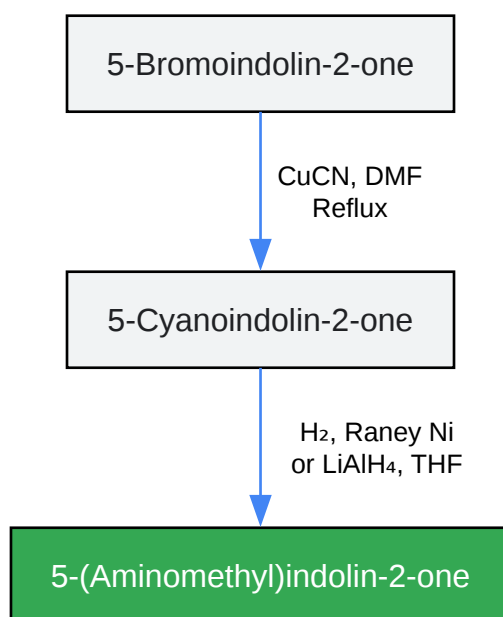 5-Bromoindolin-2-one
CuCN, DMF
Reflux
5-Cyanoindolin-2-one
H₂, Raney Ni
or LiAlH₄, THF
5-(Aminomethyl)indolin-2-one